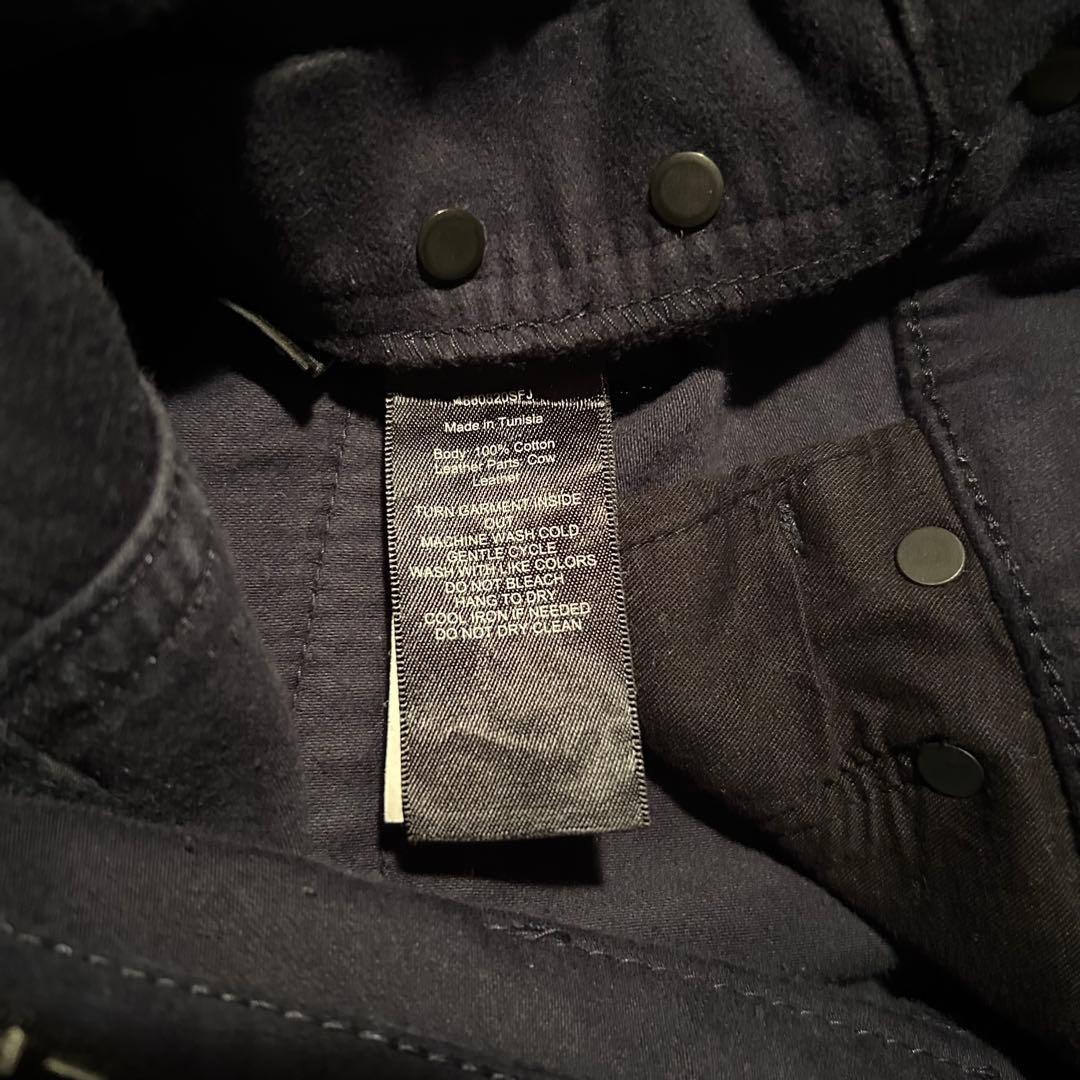 Made in Tunisia
Body: 100% Cotton
Leather Parts: Cow
Leather
TURN GARMENT INSIDE
OUT
MACHINE WASH COLD
GENTLE CYCLE
WASH WITH LIKE COLORS
DO NOT BLEACH
HANG TO DRY
COOL IRON IF NEEDED
DO NOT DRY CLEAN